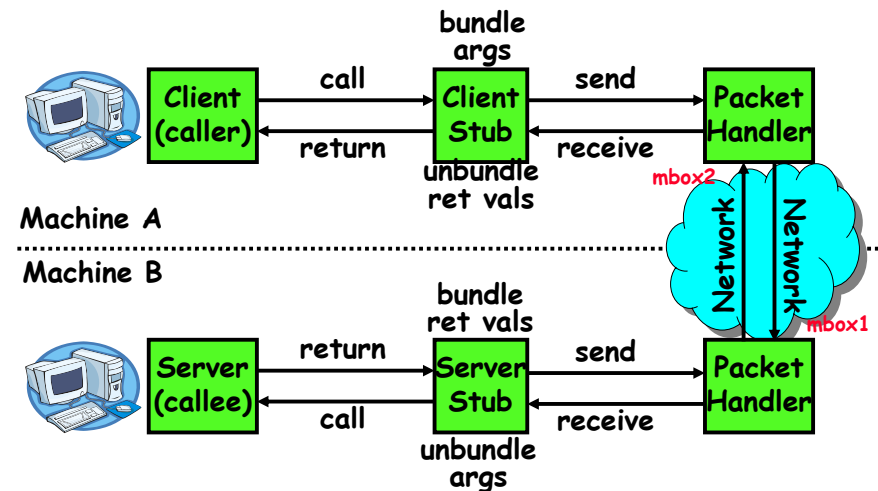 bundle
args
call
send
Client
(caller)
Client
Stub
Packet
Handler
return
receive
unbundle
ret vals
mbox2
Machine A
Network
Network
Machine B
mbox1
bundle
ret vals
return
send
Server
(callee)
Server
Stub
Packet
Handler
call
receive
unbundle
args